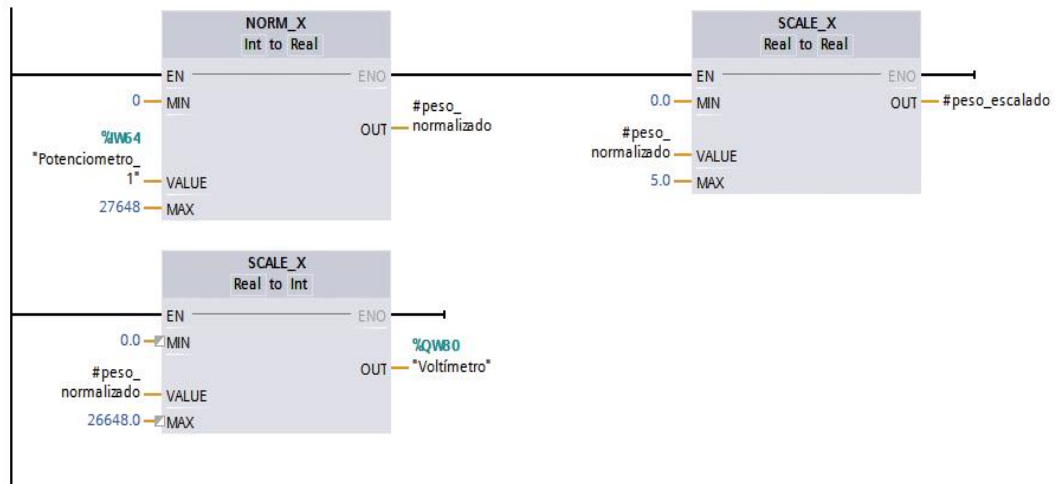 NORM_X
Int to Real
EN
ENO
0
MIN
#peso_
normalizado
OUT
%IW64
"Potenciometro_
1"
VALUE
27648
MAX
SCALE_X
Real to Real
EN
ENO
0.0
MIN
OUT
#peso_escalado
#peso_
normalizado
VALUE
5.0
MAX
SCALE_X
Real to Int
EN
ENO
0.0
MIN
%QW80
"Voltímetro"
OUT
#peso_
normalizado
VALUE
26648.0
MAX